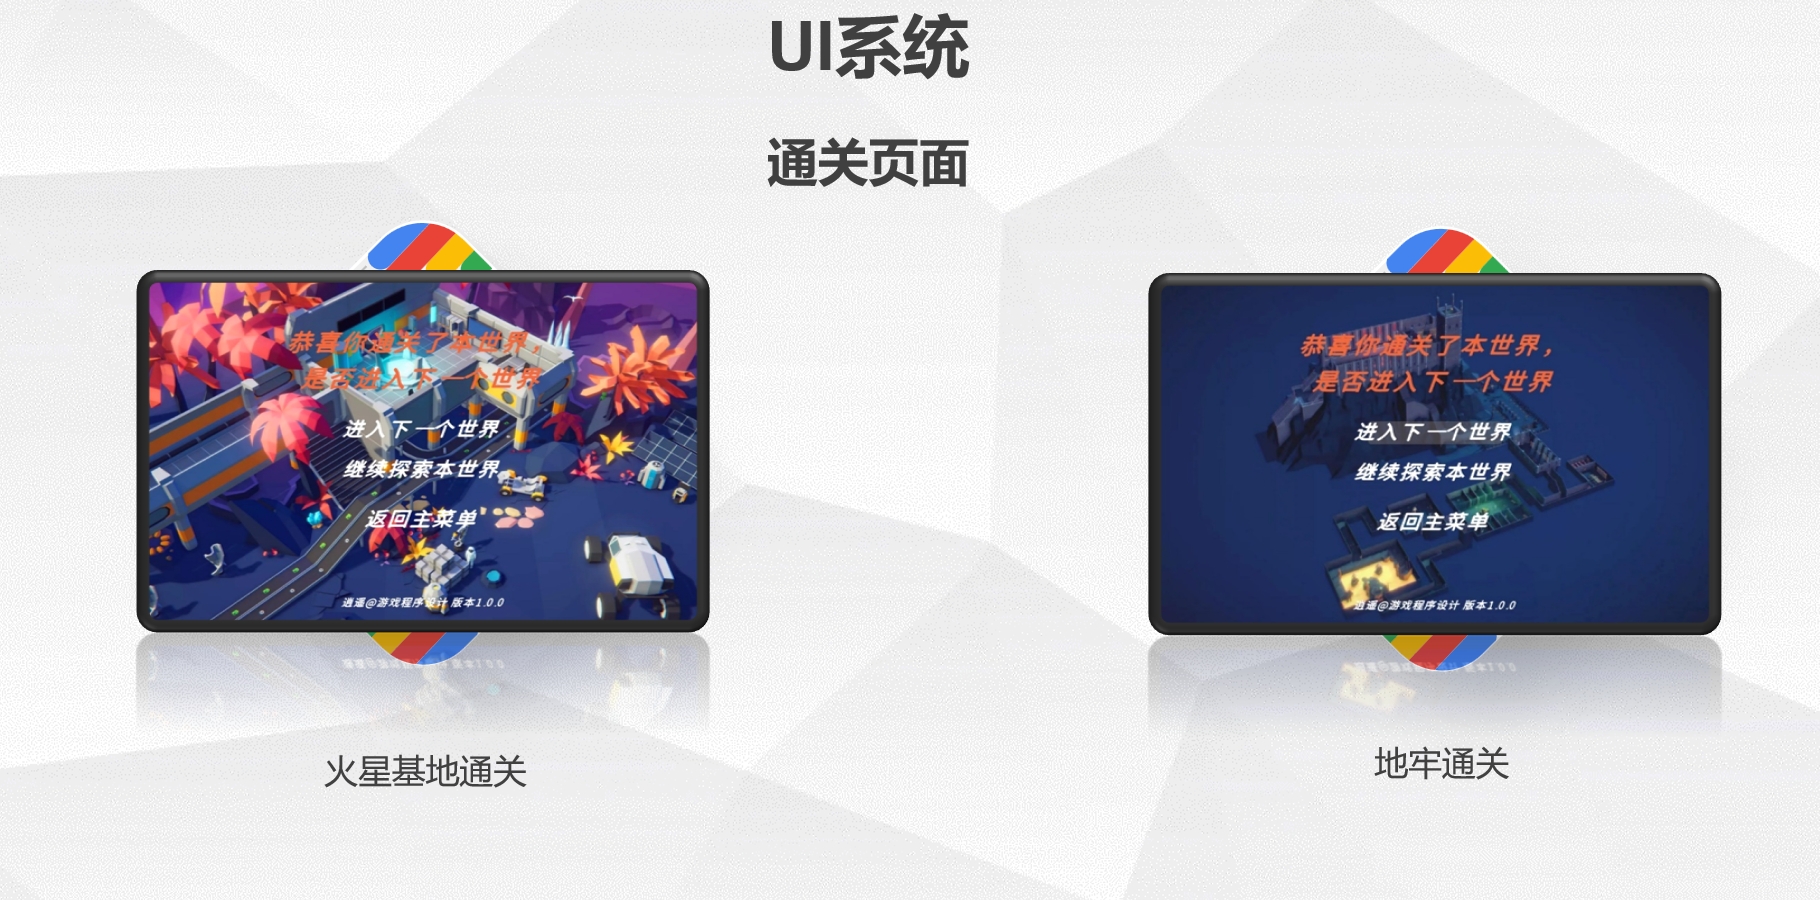 UI系统
通关页面
恭喜你通关了本世界，
是否进入下一个世界
进入下一个世界
继续探索本世界
返回主菜单
逍遥@游戏程序设计 版本1.0.0
火星基地通关
恭喜你通关了本世界，
是否进入下一个世界
进入下一个世界
继续探索本世界
返回主菜单
逍遥@游戏程序设计 版本1.0.0
地牢通关